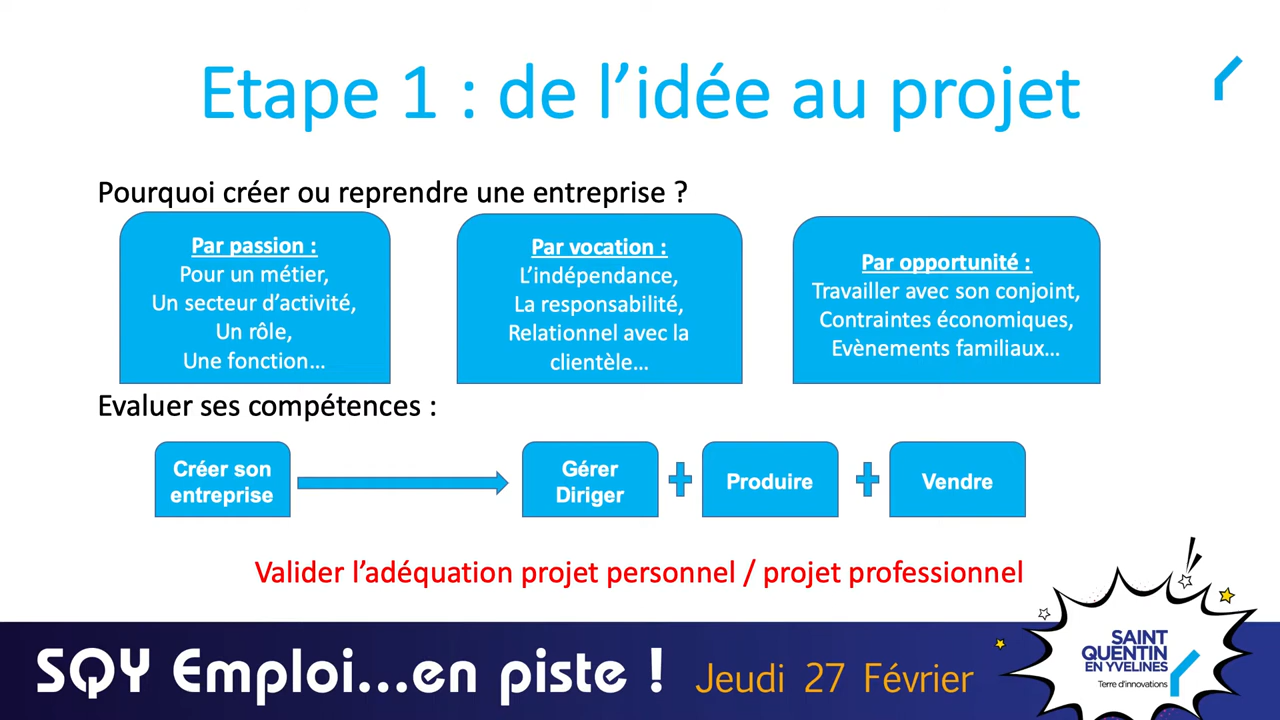 Etape 1 : de l’idée au projet
Pourquoi créer ou reprendre une entreprise ?
Par passion :
Pour un métier,
Un secteur d’activité,
Un rôle,
Une fonction…
Par vocation :
L’indépendance,
La responsabilité,
Relationnel avec la
clientèle…
Par opportunité :
Travailler avec son conjoint,
Contraintes économiques,
Evènements familiaux…
Evaluer ses compétences :
Créer son
entreprise
Gérer
Diriger
Produire
Vendre
Valider l’adéquation projet personnel / projet professionnel
SQY Emploi...en piste !
Jeudi 27 Février
SAINT
QUENTIN
EN YVELINES
Terre d’innovations